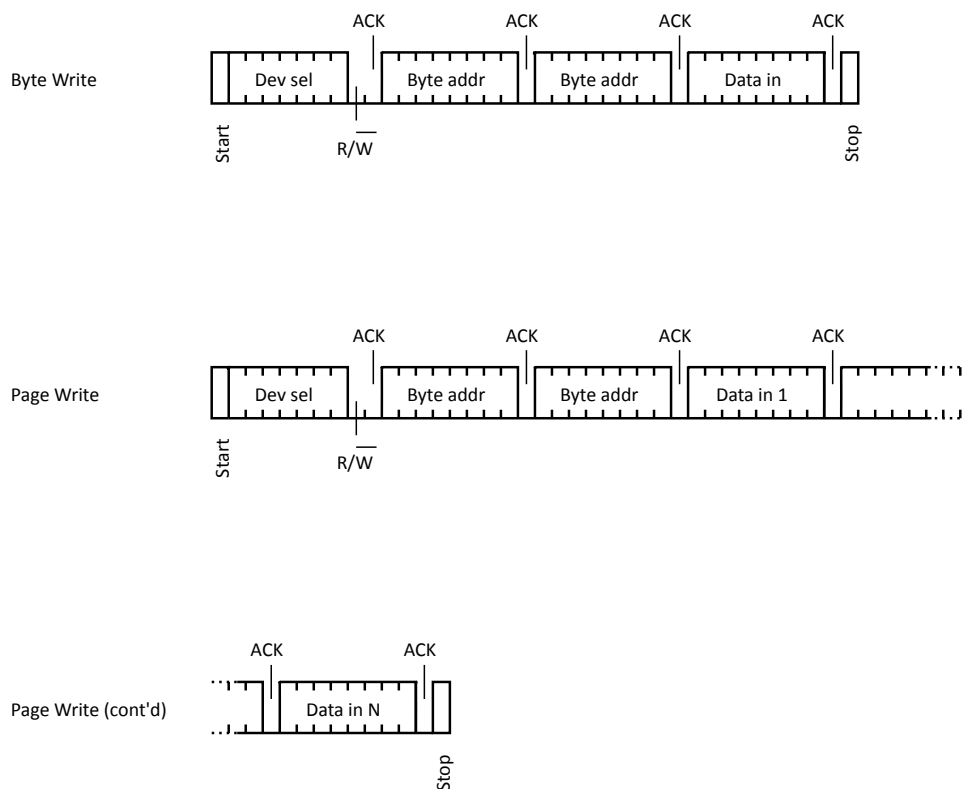 ACK ACK ACK ACK
Byte Write Dev sel Byte addr Byte addr Data in
Start R/W Stop
ACK ACK ACK ACK
Page Write Dev sel Byte addr Byte addr Data in 1
Start R/W
ACK ACK
Page Write (cont'd) Data in N
Stop